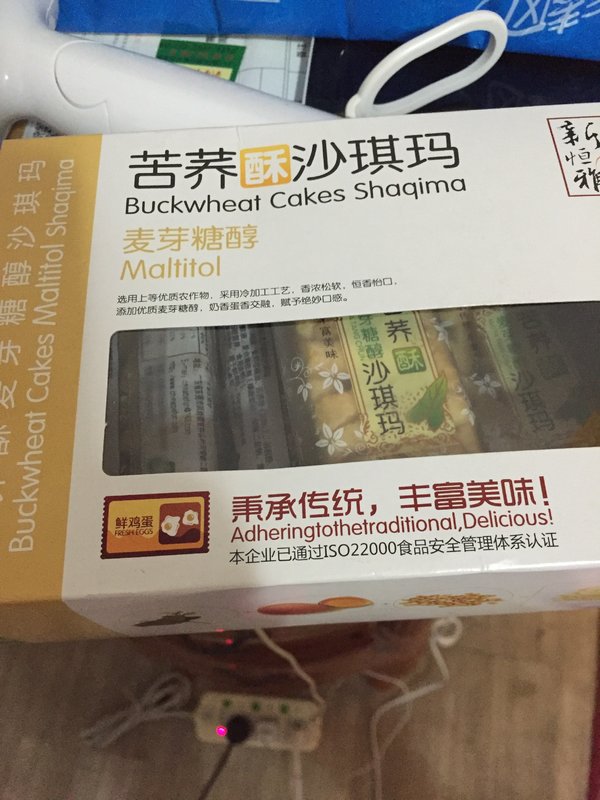 苦荞酥沙琪玛
Buckwheat Cakes Shaqima
麦芽糖醇
Maltitol
选用上等优质农作物，采用冷加工工艺，香浓松软，恒香怡口，
添加优质麦芽糖醇，奶香蛋香交融，赋予绝妙口感。
新
恒
雅
麦芽糖醇沙琪玛
Buckwheat Cakes Maltitol Shaqima
富美味
荞酥
糖醇
沙琪玛
沙琪玛
鲜鸡蛋
FRESH EGGS
秉承传统，丰富美味！
Adheringtothetraditional,Delicious!
本企业已通过ISO22000食品安全管理体系认证